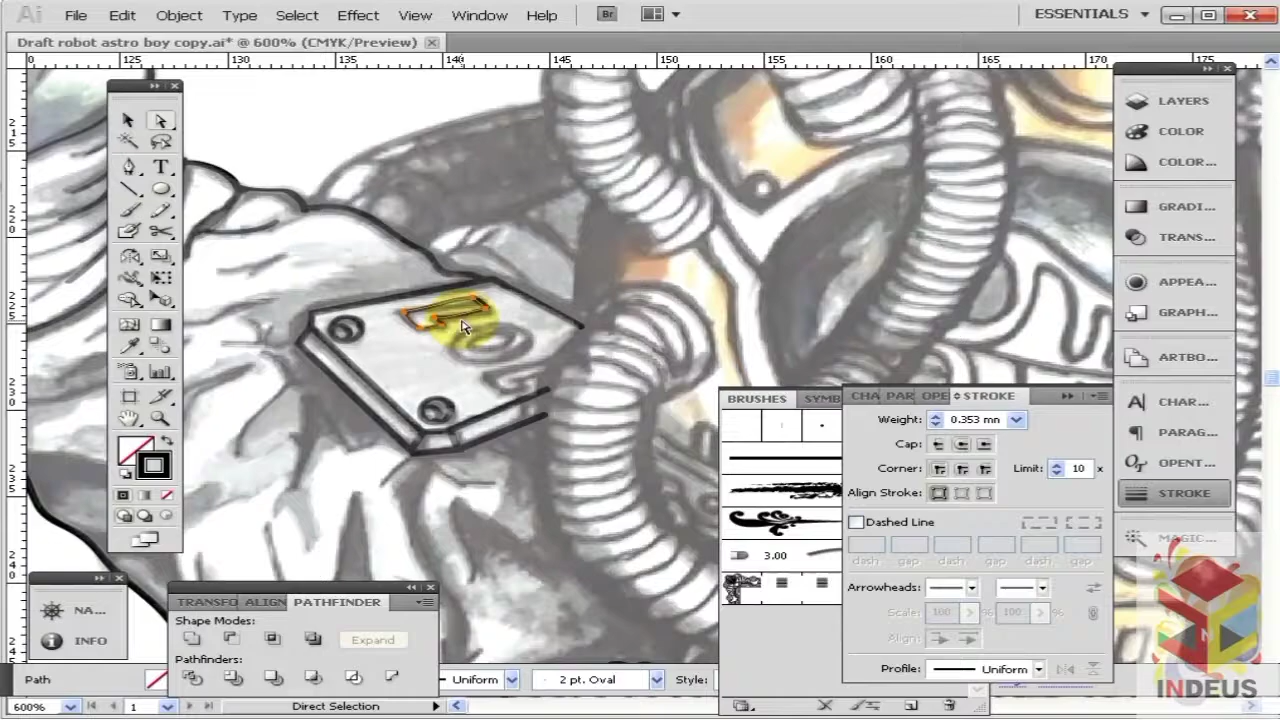 Ai File Edit Object Type Select Effect View Window Help Br ESSENTIALS
Draft robot astro boy copy.ai* @ 600% (CMYK/Preview)
0 125 130 135 140 145 150 155 160 165 170 175
LAYERS
COLOR
COLOR...
GRADI...
TRANS...
APPEA...
GRAPH...
ARTBO...
CHAR...
PARAG...
OPENT...
STROKE
MAGIC...
BRUSHES SYMB
3.00
CHA PAR OPE STROKE
Weight: 0.353 mn
Cap:
Corner: Limit: 10 x
Align Stroke:
Dashed Line
dash gap dash gap dash gap
Arrowheads:
Scale: 100 % 100 %
Align:
Profile: Uniform
NA...
INFO
TRANSFO ALIGN PATHFINDER
Shape Modes:
Expand
Pathfinders:
Path Uniform 2 pt. Oval Style:
600% 1 Direct Selection
INDEUS